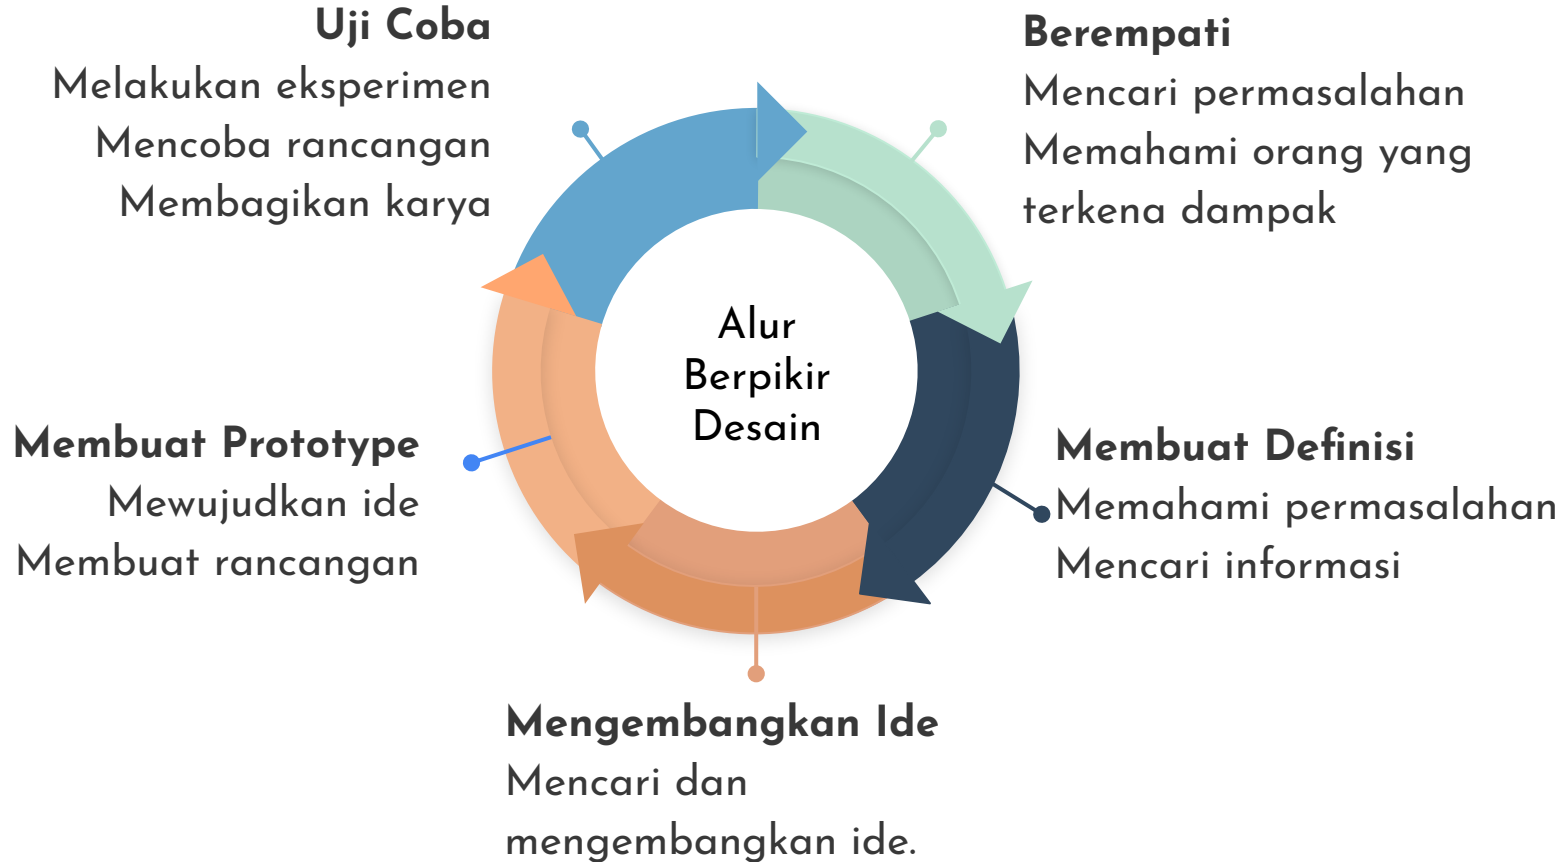 Uji Coba
Melakukan eksperimen
Mencoba rancangan
Membagikan karya
Berempati
Mencari permasalahan
Memahami orang yang
terkena dampak
Alur
Berpikir
Desain
Membuat Prototype
Mewujudkan ide
Membuat rancangan
Membuat Definisi
Memahami permasalahan
Mencari informasi
Mengembangkan Ide
Mencari dan
mengembangkan ide.